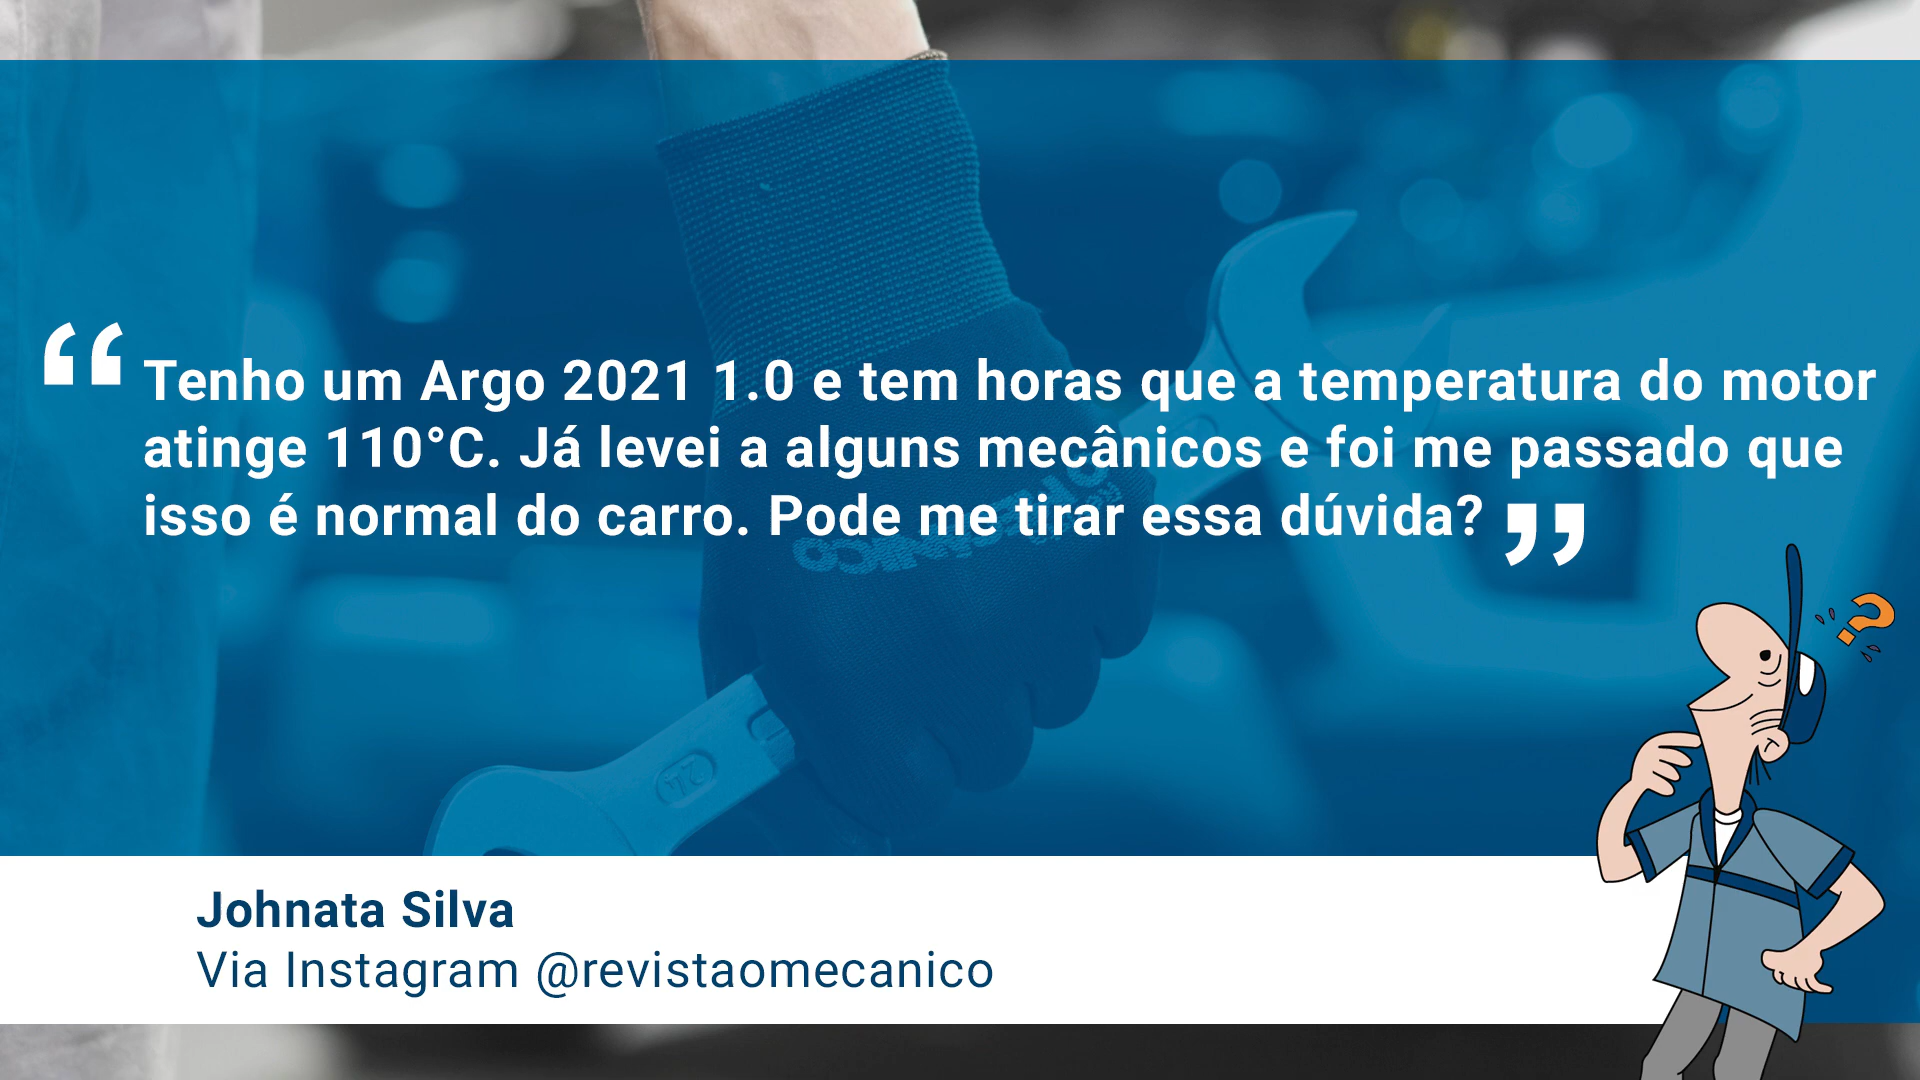 “Tenho um Argo 2021 1.0 e tem horas que a temperatura do motor
atinge 110°C. Já levei a alguns mecânicos e foi me passado que
isso é normal do carro. Pode me tirar essa dúvida?”
?
24
Johnata Silva
Via Instagram @revistaomecanico